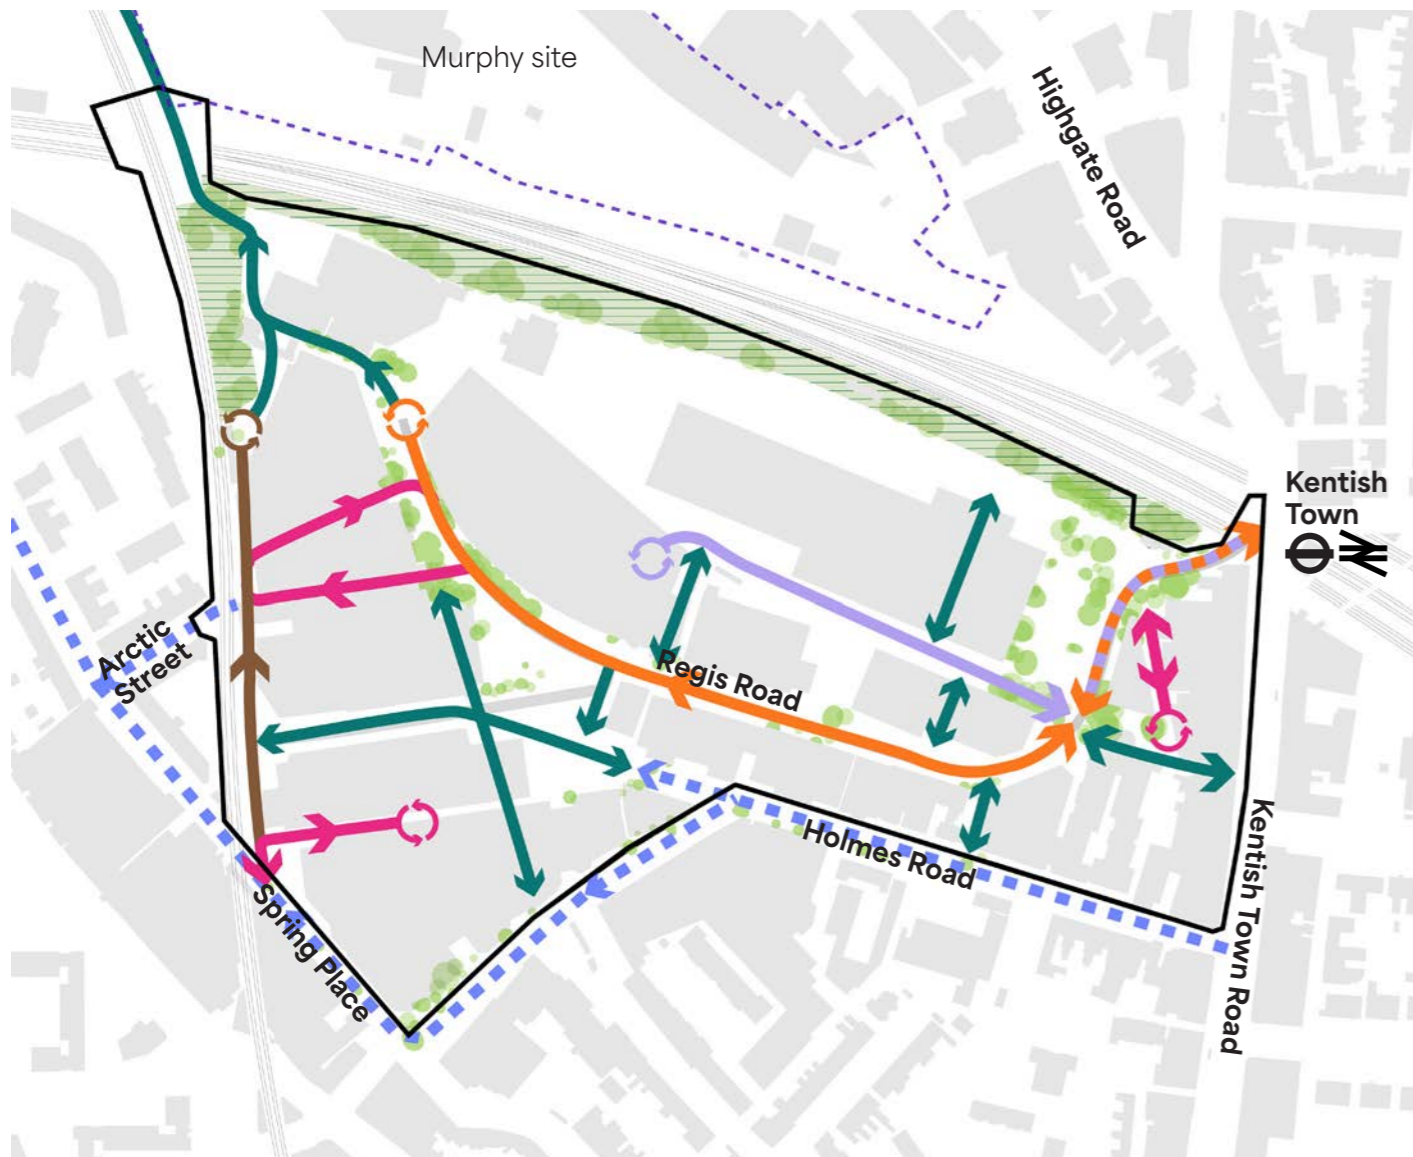 Murphy site
Highgate Road
Kentish
Town
Arctic
Street
Regis Road
Holmes Road
Spring Place
Kentish Town Road